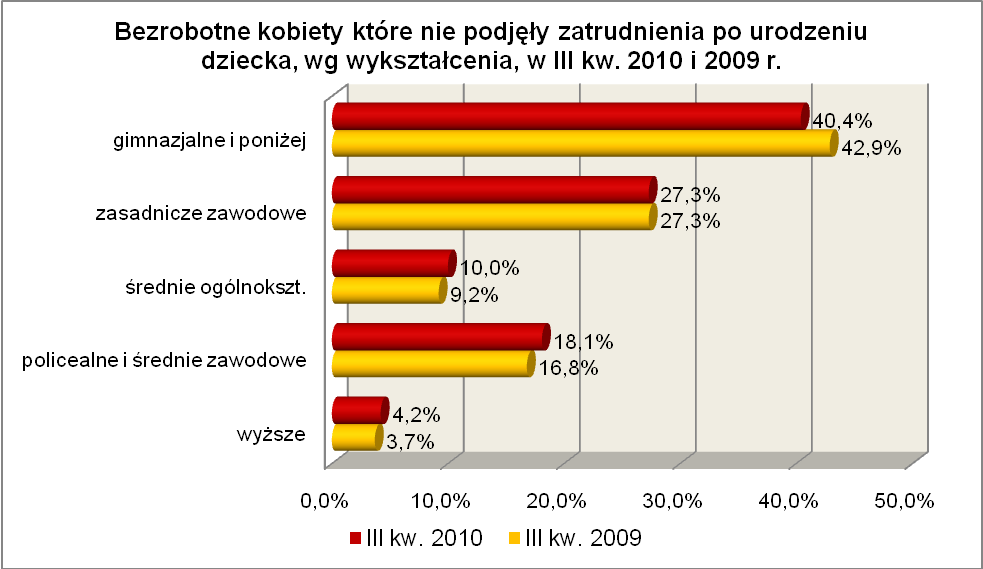 Bezrobotne kobiety które nie podjęły zatrudnienia po urodzeniu
dziecka, wg wykształcenia, w III kw. 2010 i 2009 r.
gimnazjalne i poniżej
40,4%
42,9%
zasadnicze zawodowe
27,3%
27,3%
średnie ogólnokszt.
10,0%
9,2%
policealne i średnie zawodowe
18,1%
16,8%
wyższe
4,2%
3,7%
0,0% 10,0% 20,0% 30,0% 40,0% 50,0%
III kw. 2010 III kw. 2009